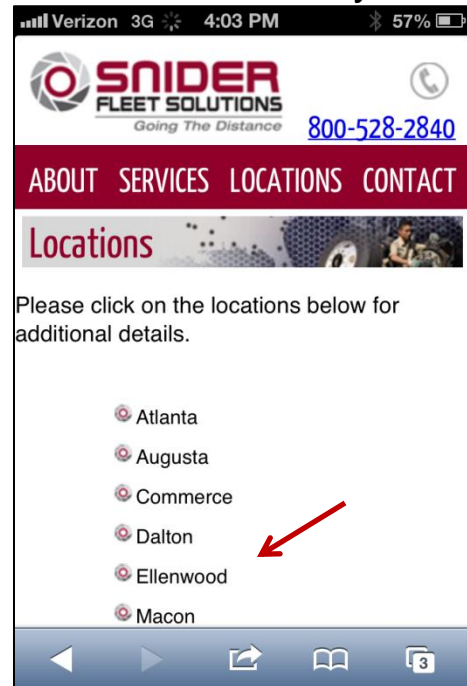 Verizon 3G 4:03 PM 57%
SNIDER
FLEET SOLUTIONS
Going The Distance
800-528-2840
ABOUT SERVICES LOCATIONS CONTACT
Locations
Please click on the locations below for
additional details.
Atlanta
Augusta
Commerce
Dalton
Ellenwood
Macon
3